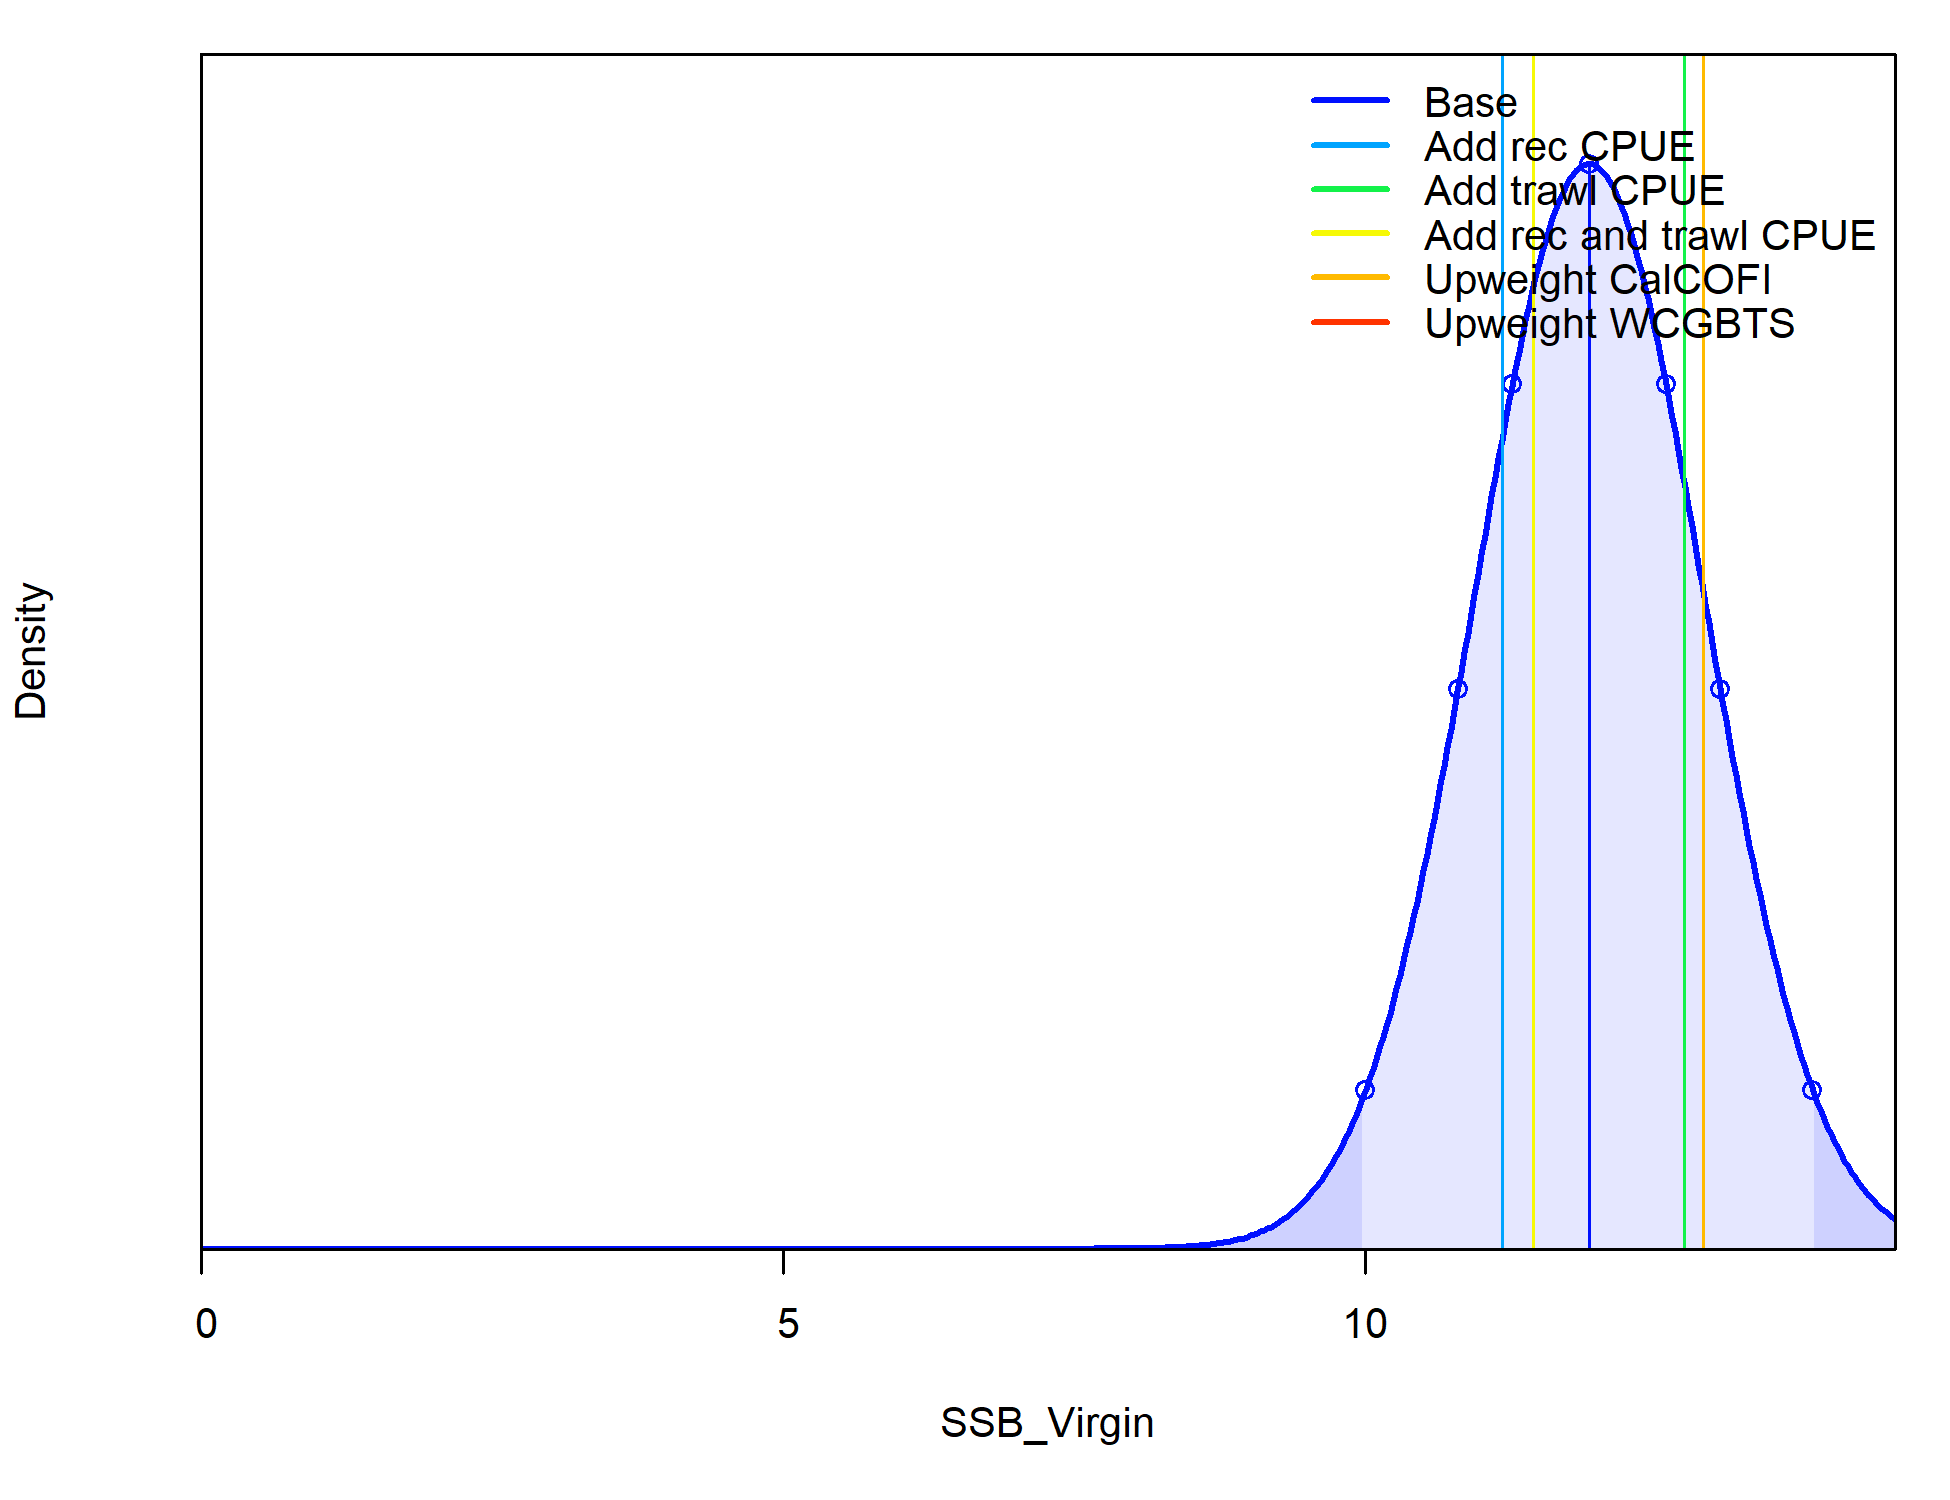 Base
Add rec CPUE
Add trawl CPUE
Add rec and trawl CPUE
Upweight CalCOFI
Upweight WCGBTS
Density
0 5 10
SSB_Virgin